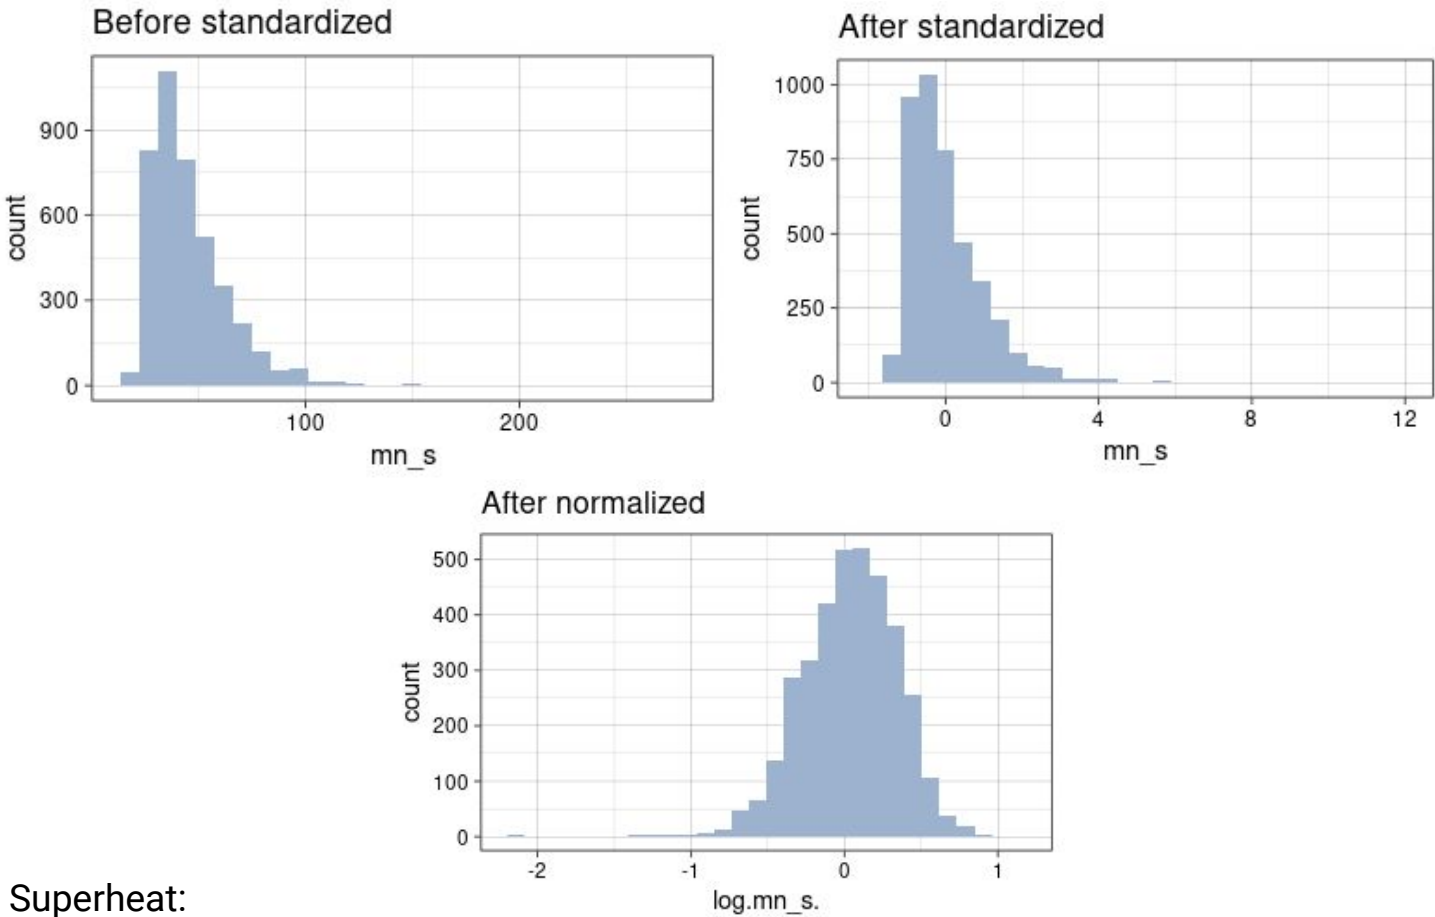 Before standardized
count
900
600
300
0
100 200
mn_s
After standardized
count
1000
750
500
250
0
0 4 8 12
mn_s
After normalized
count
500
400
300
200
100
0
-2 -1 0 1
log.mn_s.
Superheat: